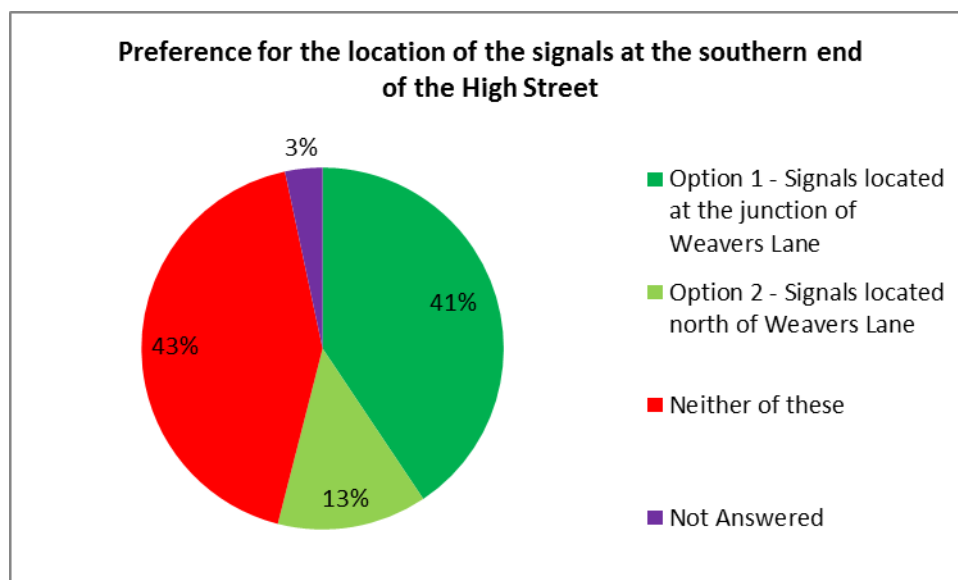 Preference for the location of the signals at the southern end
of the High Street
3%
41%
43%
13%
Option 1 - Signals located
at the junction of
Weavers Lane
Option 2 - Signals located
north of Weavers Lane
Neither of these
Not Answered